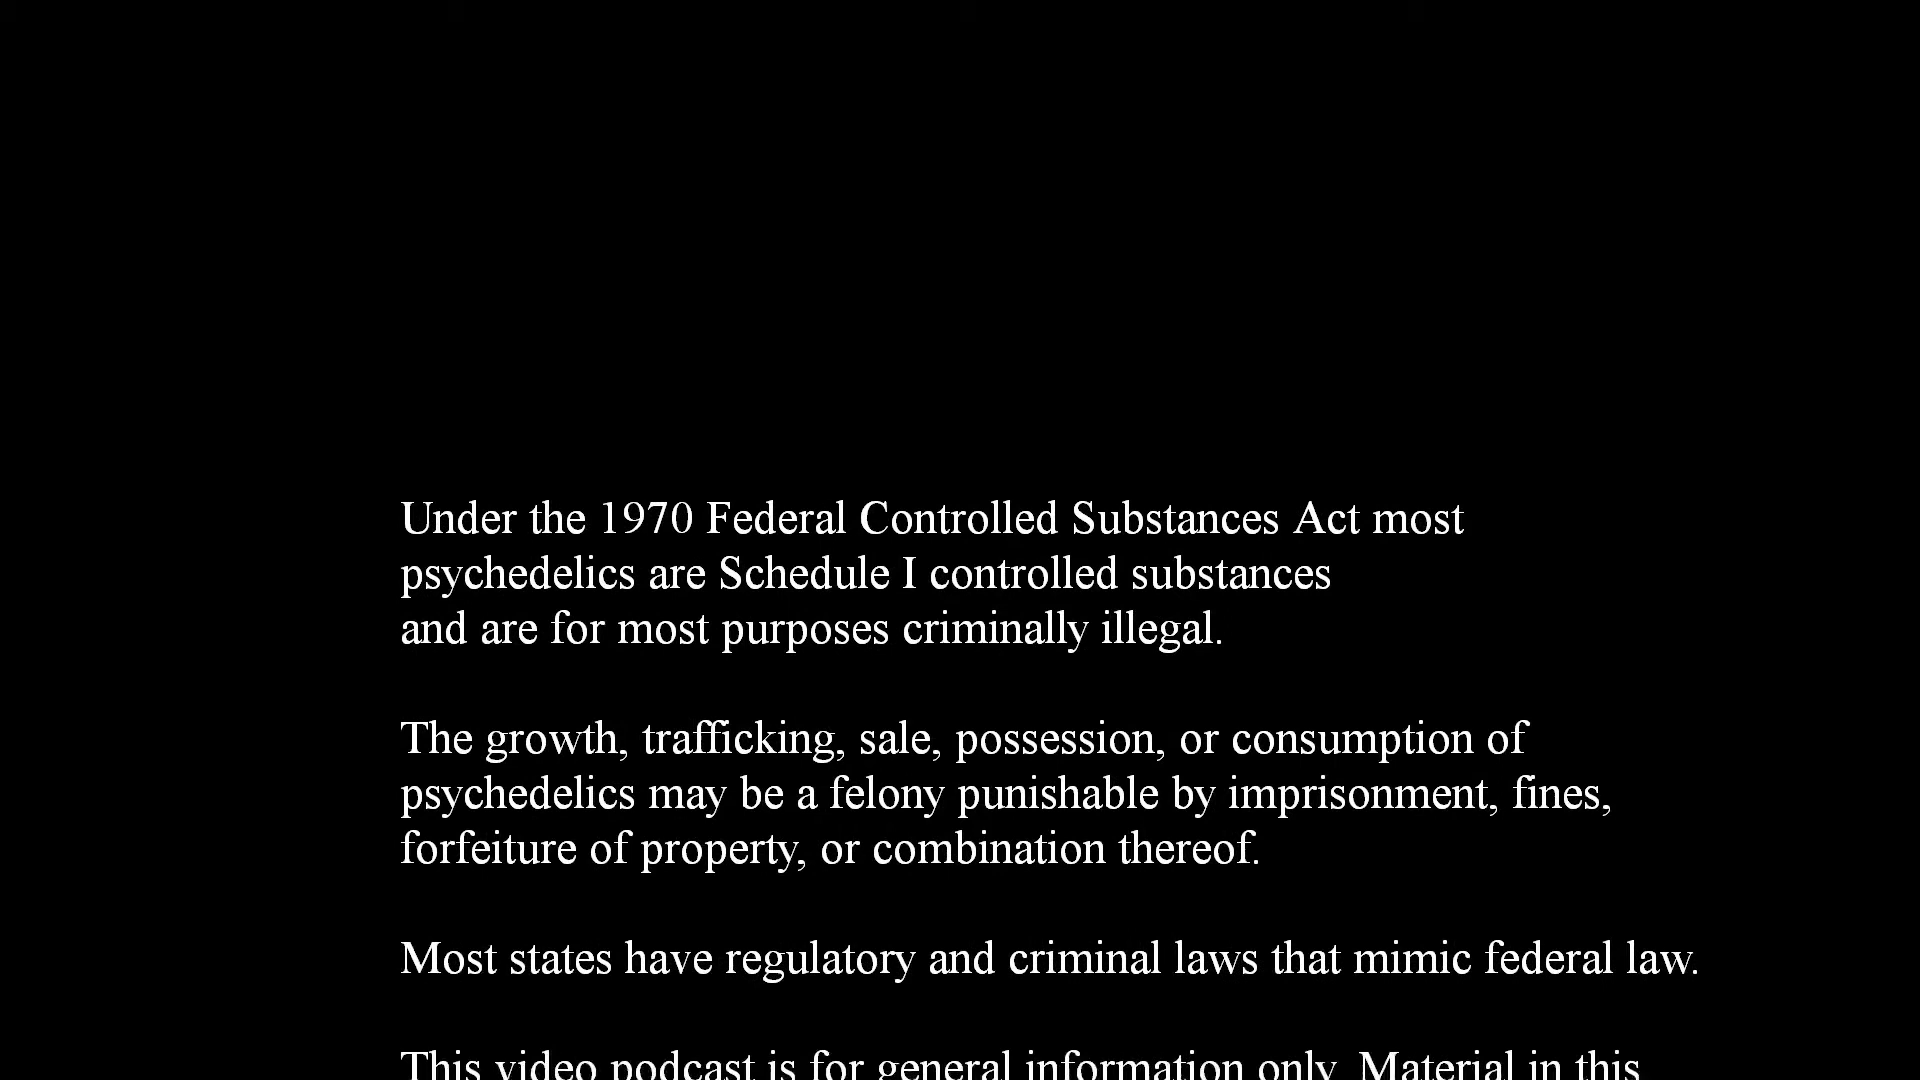 Under the 1970 Federal Controlled Substances Act most
psychedelics are Schedule I controlled substances
and are for most purposes criminally illegal.
The growth, trafficking, sale, possession, or consumption of
psychedelics may be a felony punishable by imprisonment, fines,
forfeiture of property, or combination thereof.
Most states have regulatory and criminal laws that mimic federal law.
This video podcast is for general information only. Material in this